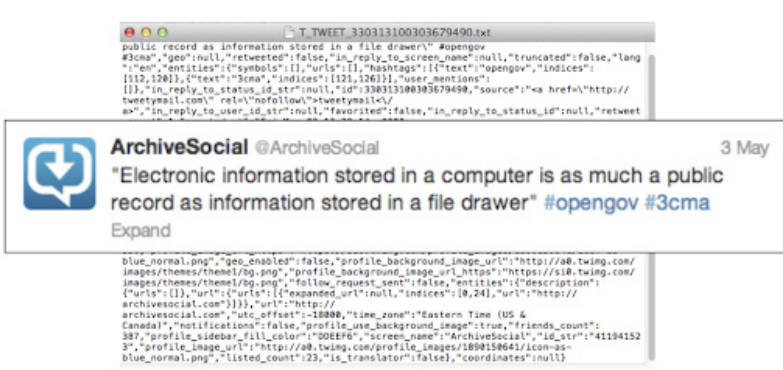 T_TWEET_330313100303679490.txt
public record as information stored in a file drawer\" #opengov
#3cma","geo":null,"retweeted":false,"in_reply_to_screen_name":null,"truncated":false,"lang
":"en","entities":{"symbols":[],"urls":[],"hashtags":[{"text":"opengov","indices":
[112,120]},{"text":"3cma","indices":[121,126]}],"user_mentions":
[]},"in_reply_to_status_id_str":null,"id":330313100303679490,"source":"<a href=\"http://
tweetymail.com\" rel=\"nofollow\">tweetymail<\/
a>","in_reply_to_user_id_str":null,"favorited":false,"in_reply_to_status_id":null,"retweet
ArchiveSocial @ArchiveSocial 3 May
"Electronic information stored in a computer is as much a public
record as information stored in a file drawer" #opengov #3cma
Expand
blue_normal.png","geo_enabled":false,"profile_background_image_url":"http://a0.twimg.com/
images/themes/theme1/bg.png","profile_background_image_url_https":"https://si0.twimg.com/
images/themes/theme1/bg.png","follow_request_sent":false,"entities":{"description":
{"urls":[]},"url":{"urls":[{"expanded_url":null,"indices":[0,24],"url":"http://
archivesocial.com"}]}},"url":"http://
archivesocial.com","utc_offset":-18000,"time_zone":"Eastern Time (US &
Canada)","notifications":false,"profile_use_background_image":true,"friends_count":
387,"profile_sidebar_fill_color":"DDEEF6","screen_name":"ArchiveSocial","id_str":"41194152
3","profile_image_url":"http://a0.twimg.com/profile_images/1890150641/icon-as-
blue_normal.png","listed_count":23,"is_translator":false},"coordinates":null}